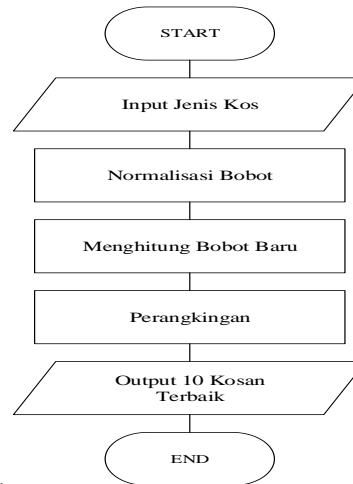 START
Input Jenis Kos
Normalisasi Bobot
Menghitung Bobot Baru
Perangkingan
Output 10 Kosan
Terbaik
END